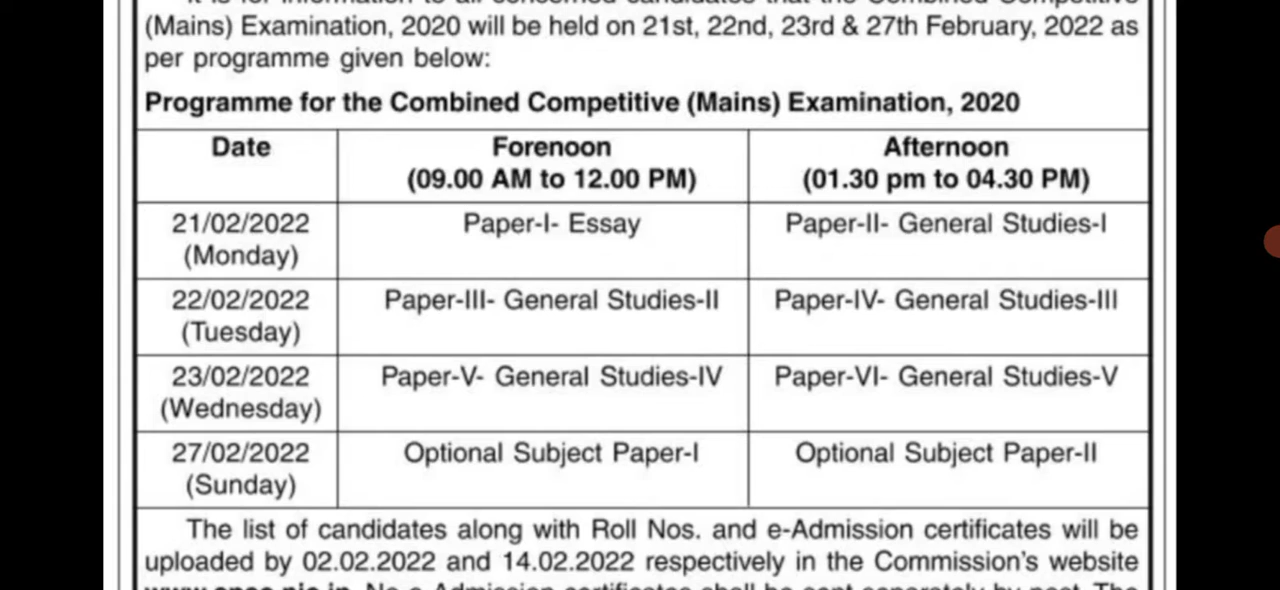 (Mains) Examination, 2020 will be held on 21st, 22nd, 23rd & 27th February, 2022 as
per programme given below:
Programme for the Combined Competitive (Mains) Examination, 2020
Date Forenoon Afternoon
(09.00 AM to 12.00 PM) (01.30 pm to 04.30 PM)
21/02/2022 Paper-I- Essay Paper-II- General Studies-I
(Monday)
22/02/2022 Paper-III- General Studies-II Paper-IV- General Studies-III
(Tuesday)
23/02/2022 Paper-V- General Studies-IV Paper-VI- General Studies-V
(Wednesday)
27/02/2022 Optional Subject Paper-I Optional Subject Paper-II
(Sunday)
The list of candidates along with Roll Nos. and e-Admission certificates will be
uploaded by 02.02.2022 and 14.02.2022 respectively in the Commission's website